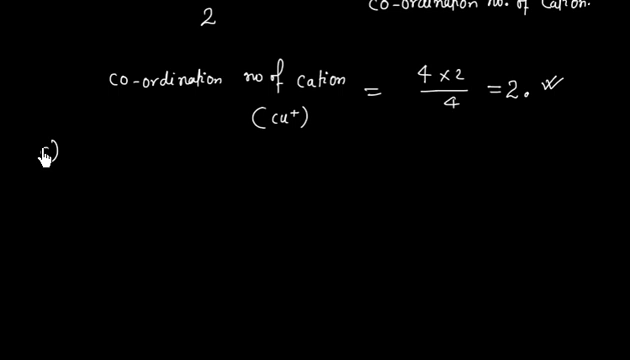 co-ordination no. of cation.
2
co-ordination no of cation = 4 × 2 / 4 = 2.
(cu+)
)